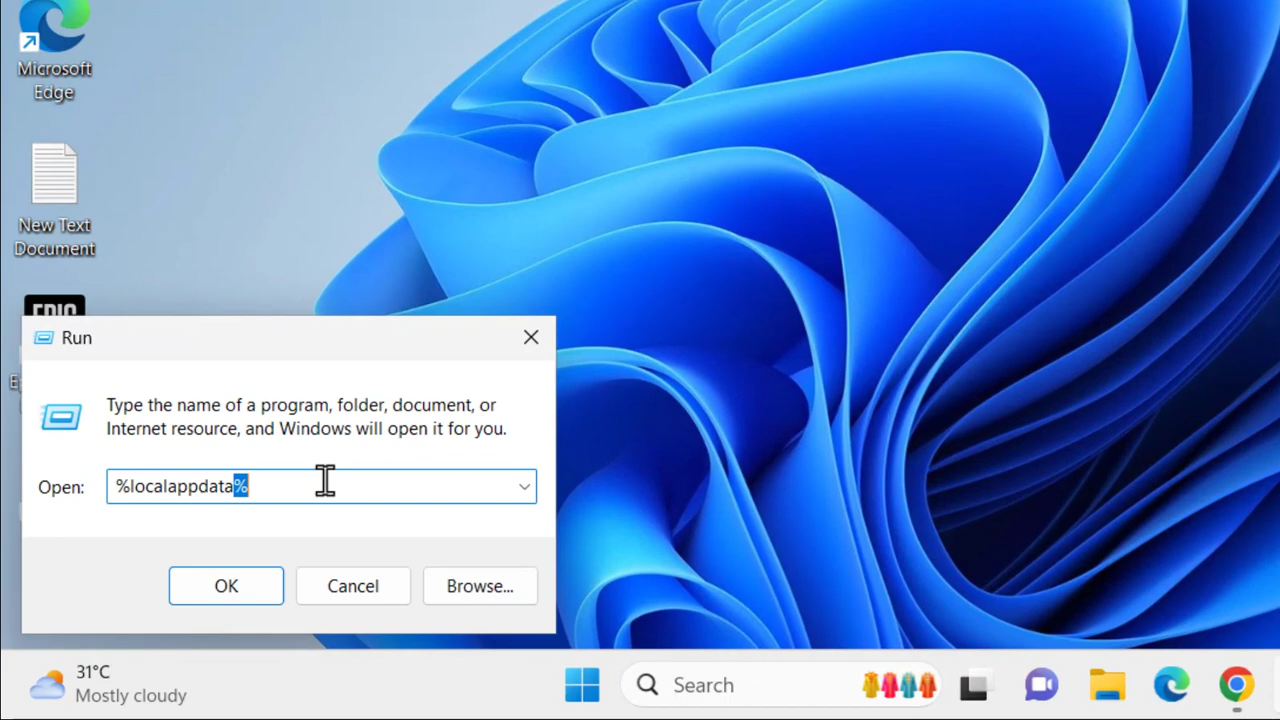 Microsoft
Edge
New Text
Document
EPIC
Run
Type the name of a program, folder, document, or
Internet resource, and Windows will open it for you.
Open:
%localappdata%
OK
Cancel
Browse...
31°C
Mostly cloudy
Search